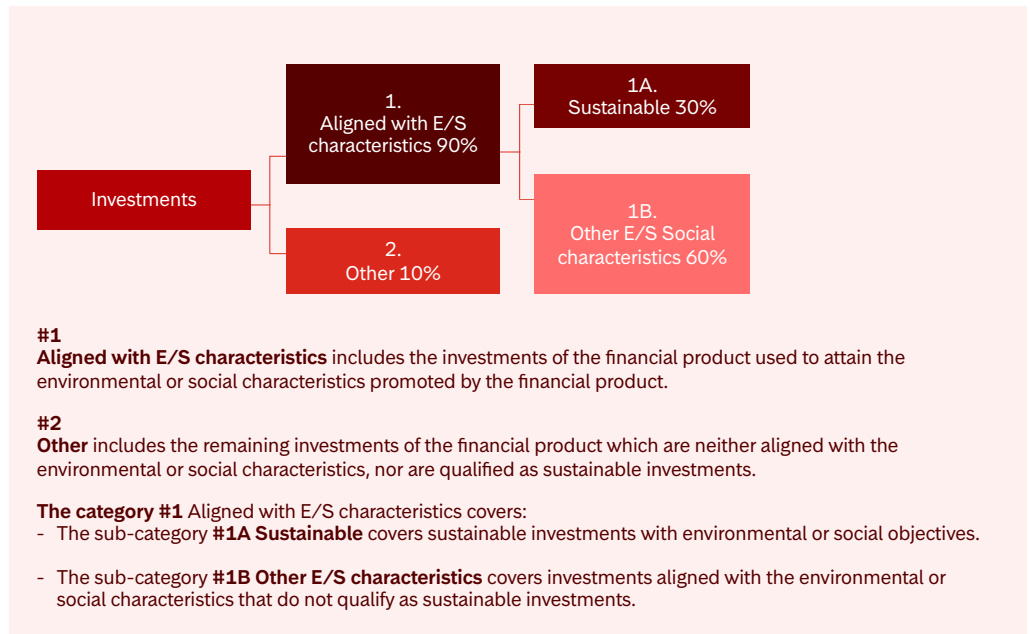 1.
Aligned with E/S
characteristics 90%
1A.
Sustainable 30%
Investments
1B.
Other E/S Social
characteristics 60%
2.
Other 10%
#1
Aligned with E/S characteristics includes the investments of the financial product used to attain the
environmental or social characteristics promoted by the financial product.
#2
Other includes the remaining investments of the financial product which are neither aligned with the
environmental or social characteristics, nor are qualified as sustainable investments.
The category #1 Aligned with E/S characteristics covers:
- The sub-category #1A Sustainable covers sustainable investments with environmental or social objectives.
- The sub-category #1B Other E/S characteristics covers investments aligned with the environmental or
social characteristics that do not qualify as sustainable investments.